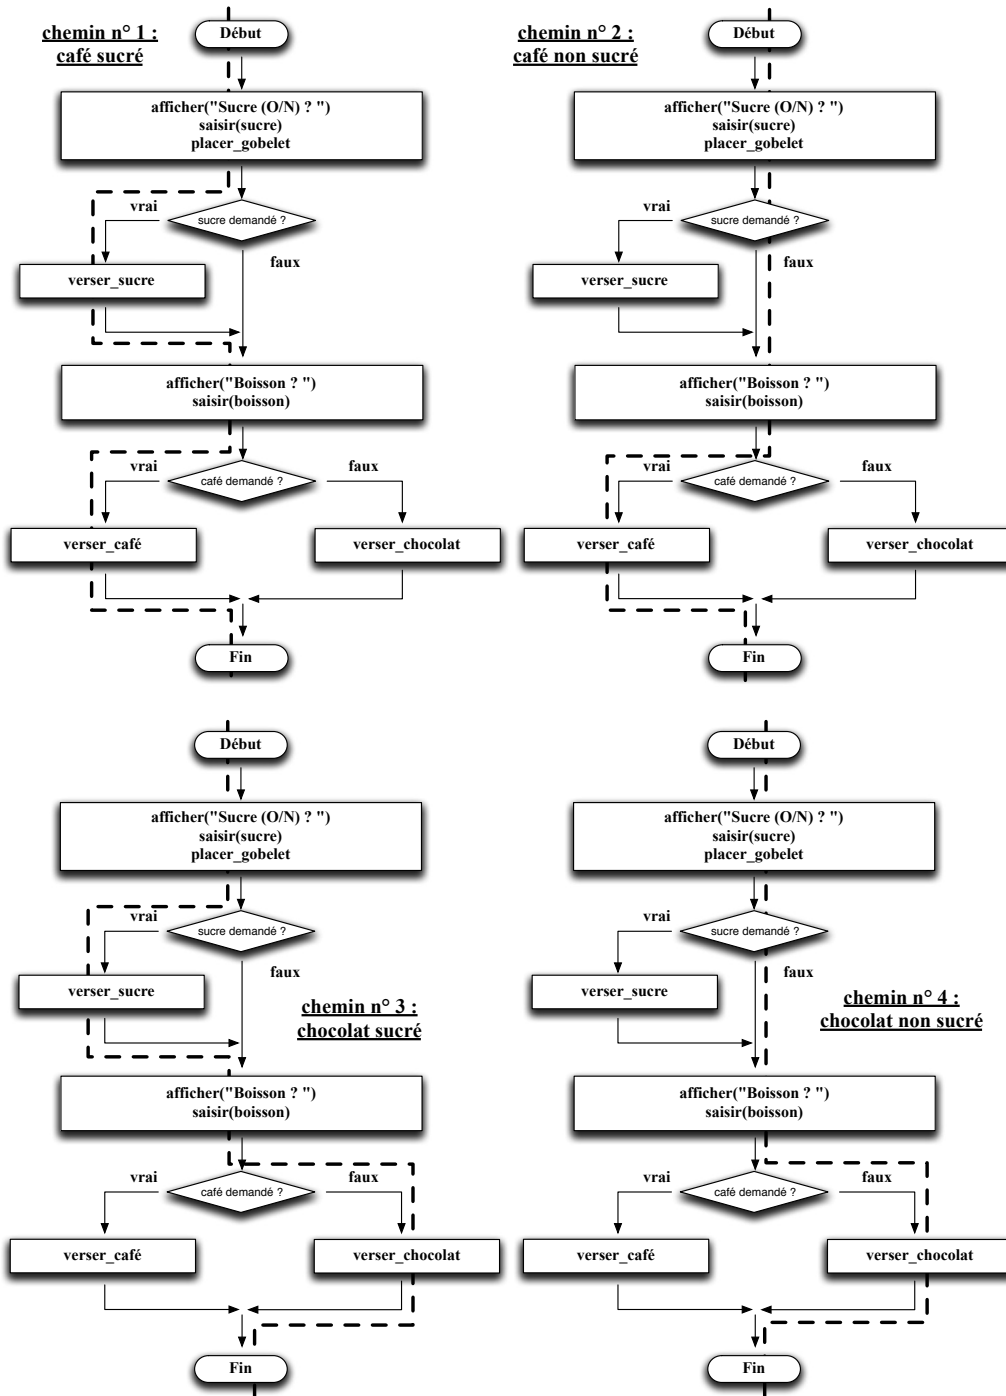 chemin n° 1 :
café sucré
Début
afficher("Sucre (O/N) ? ")
saisir(sucre)
placer_gobelet
vrai
sucre demandé ?
faux
verser_sucre
afficher("Boisson ? ")
saisir(boisson)
vrai
café demandé ?
faux
verser_café
verser_chocolat
Fin
chemin n° 2 :
café non sucré
Début
afficher("Sucre (O/N) ? ")
saisir(sucre)
placer_gobelet
vrai
sucre demandé ?
faux
verser_sucre
afficher("Boisson ? ")
saisir(boisson)
vrai
café demandé ?
faux
verser_café
verser_chocolat
Fin
Début
afficher("Sucre (O/N) ? ")
saisir(sucre)
placer_gobelet
vrai
sucre demandé ?
faux
verser_sucre
chemin n° 3 :
chocolat sucré
afficher("Boisson ? ")
saisir(boisson)
vrai
café demandé ?
faux
verser_café
verser_chocolat
Fin
Début
afficher("Sucre (O/N) ? ")
saisir(sucre)
placer_gobelet
vrai
sucre demandé ?
faux
verser_sucre
chemin n° 4 :
chocolat non sucré
afficher("Boisson ? ")
saisir(boisson)
vrai
café demandé ?
faux
verser_café
verser_chocolat
Fin